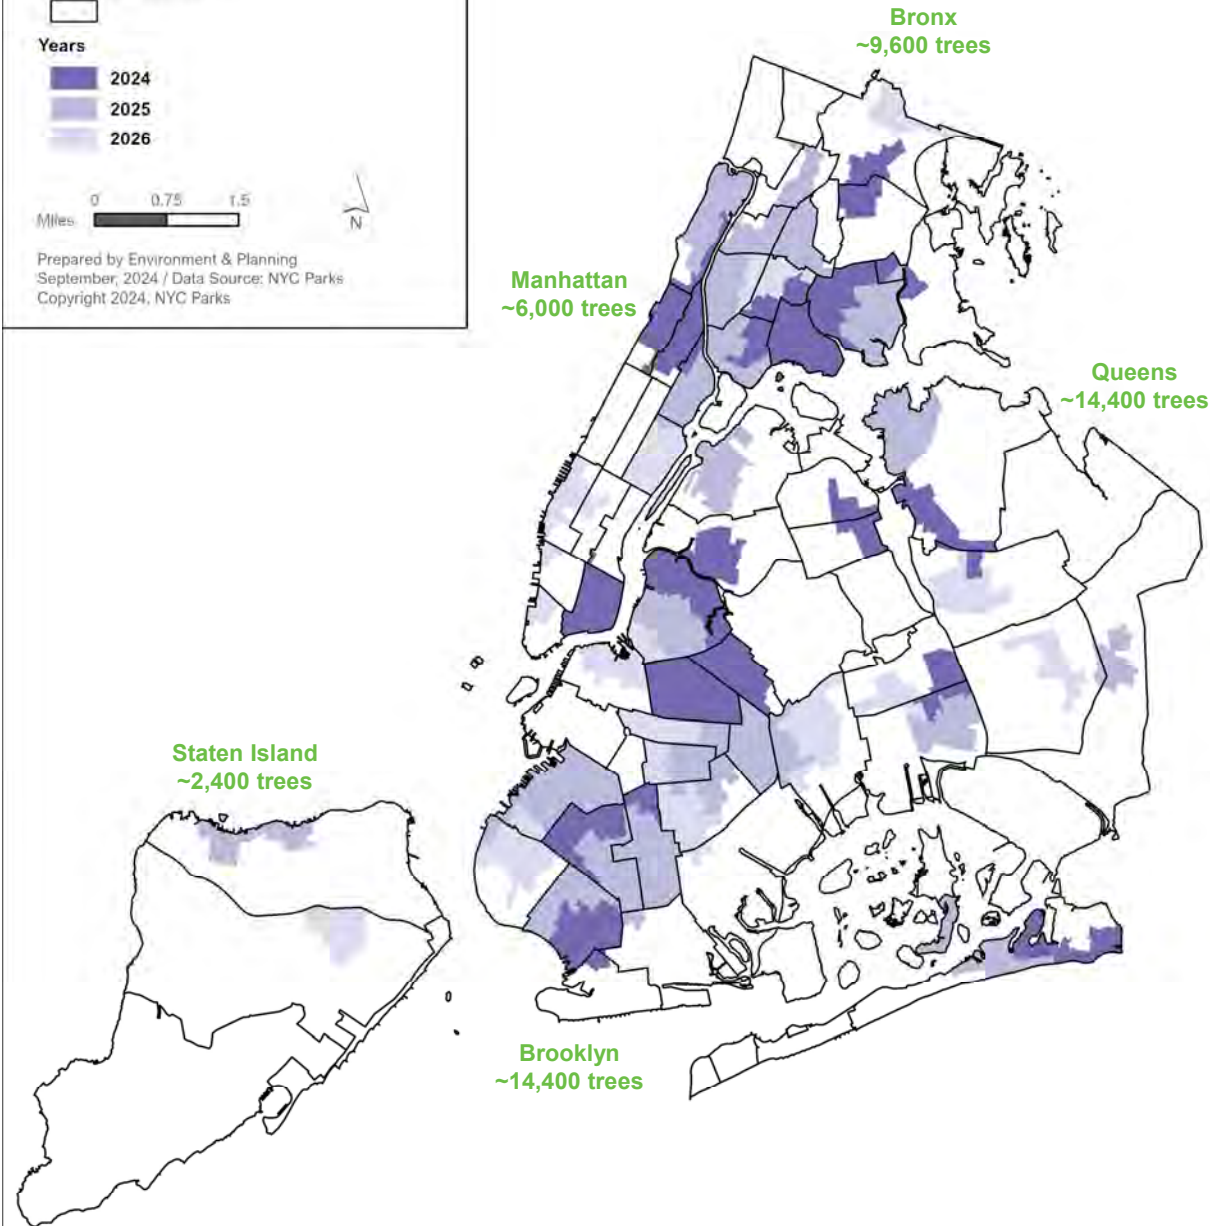 Years
2024
2025
2026
0 0.75 1.5
Miles
N
Prepared by Environment & Planning
September, 2024 / Data Source: NYC Parks
Copyright 2024, NYC Parks
Bronx
~9,600 trees
Manhattan
~6,000 trees
Queens
~14,400 trees
Staten Island
~2,400 trees
Brooklyn
~14,400 trees